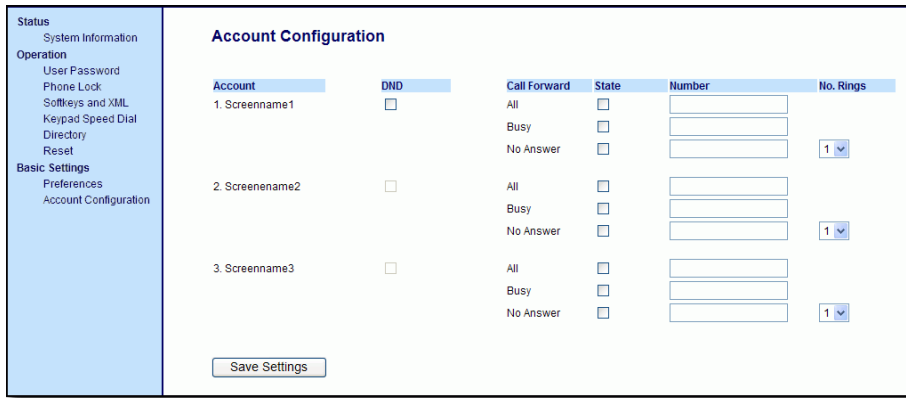 Status
System Information
Operation
User Password
Phone Lock
Softkeys and XML
Keypad Speed Dial
Directory
Reset
Basic Settings
Preferences
Account Configuration
Account Configuration
Account DND Call Forward State Number No. Rings
1. Screenname1 All
Busy
No Answer 1
2. Screenename2 All
Busy
No Answer 1
3. Screenname3 All
Busy
No Answer 1
Save Settings